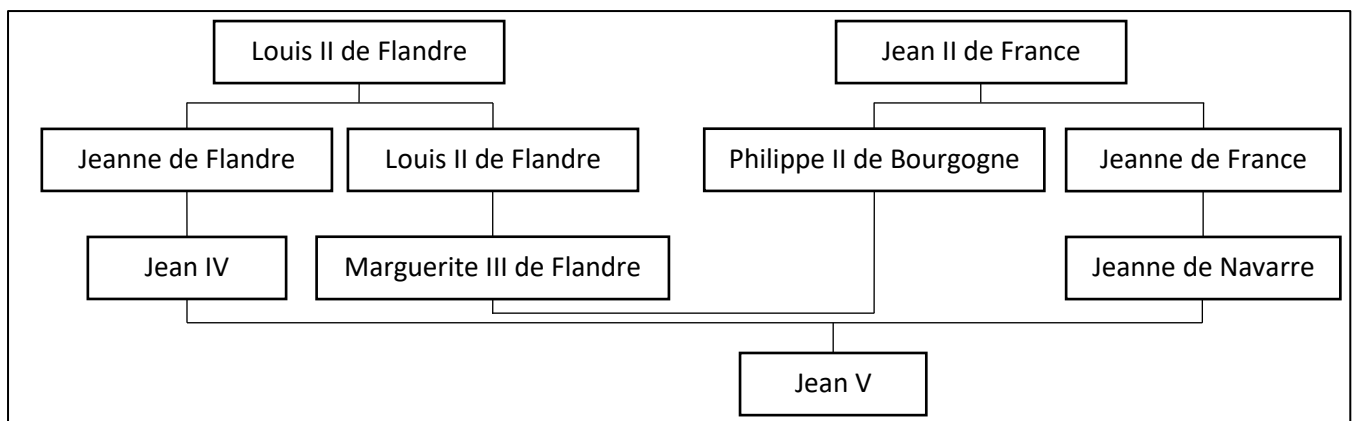 Louis II de Flandre
Jean II de France
Jeanne de Flandre
Louis II de Flandre
Philippe II de Bourgogne
Jeanne de France
Jean IV
Marguerite III de Flandre
Jeanne de Navarre
Jean V